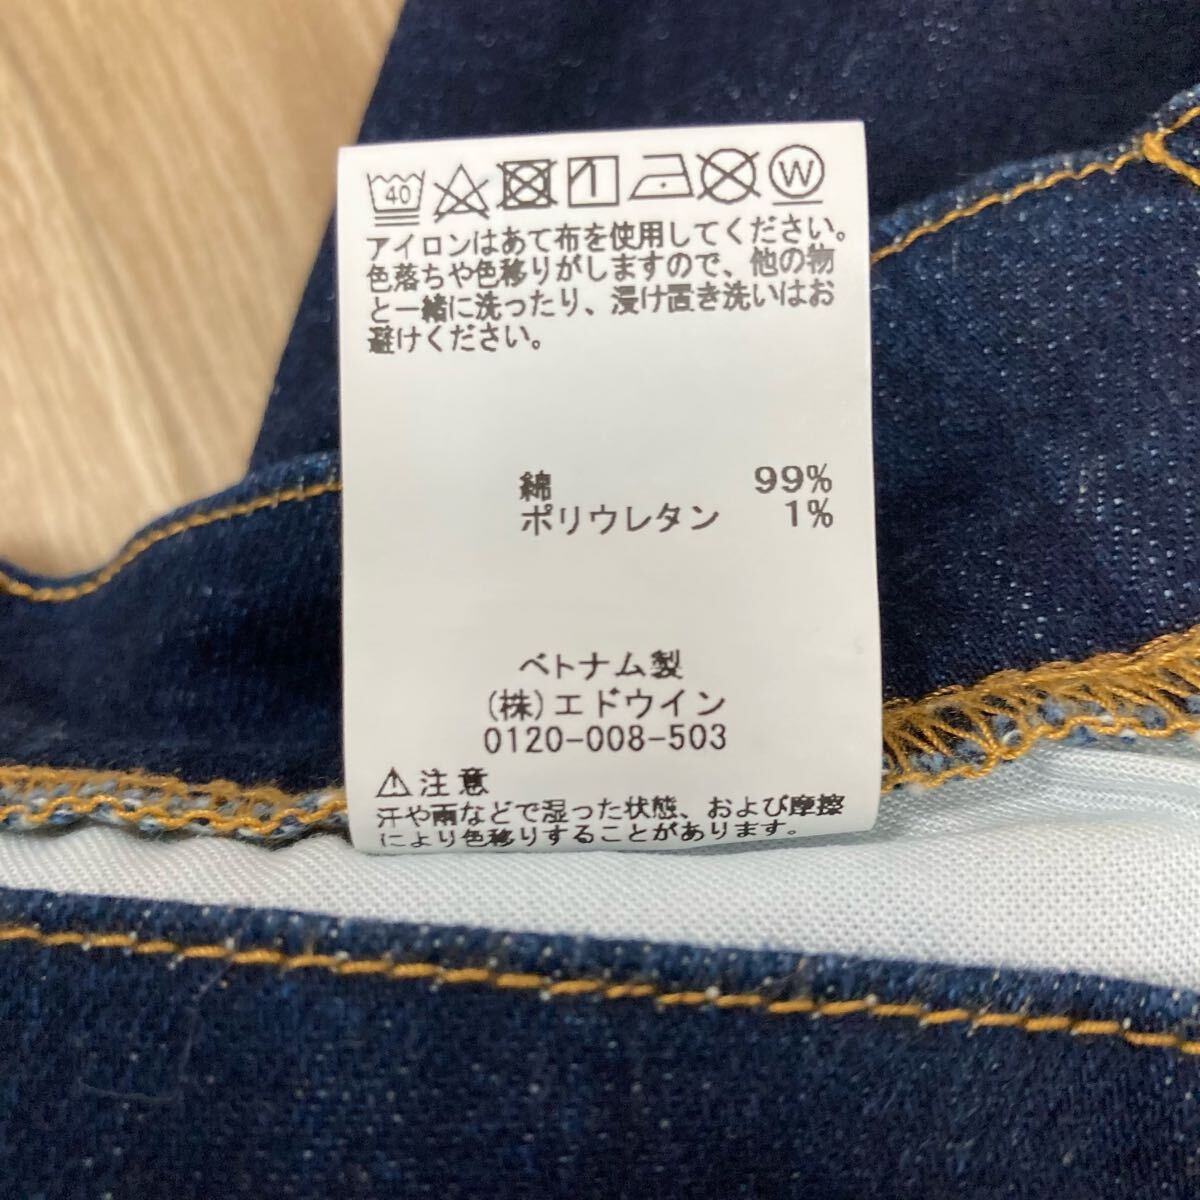 40 W
アイロンはあて布を使用してください。
色落ちや色移りがしますので、他の物
と一緒に洗ったり、浸け置き洗いはお
避けください。
綿 99%
ポリウレタン 1%
ベトナム製
(株)エドウイン
0120-008-503
⚠注意
汗や雨などで湿った状態、および摩擦
により色移りすることがあります。